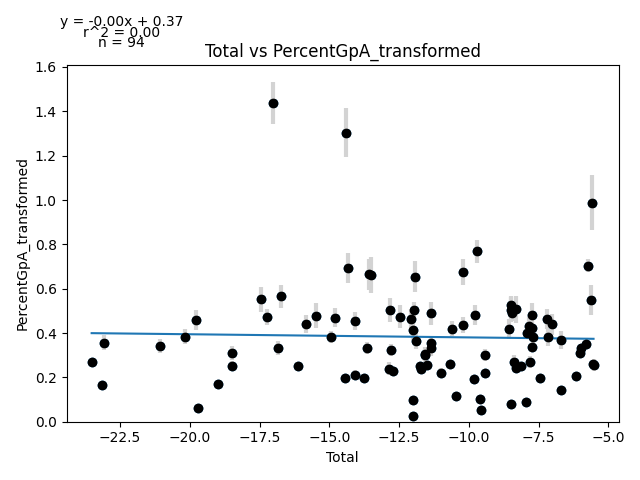 y = -0.00x + 0.37
r^2 = 0.00
n = 94
Total vs PercentGpA_transformed
PercentGpA_transformed
1.6
1.4
1.2
1.0
0.8
0.6
0.4
0.2
0.0
−22.5 −20.0 −17.5 −15.0 −12.5 −10.0 −7.5 −5.0
Total